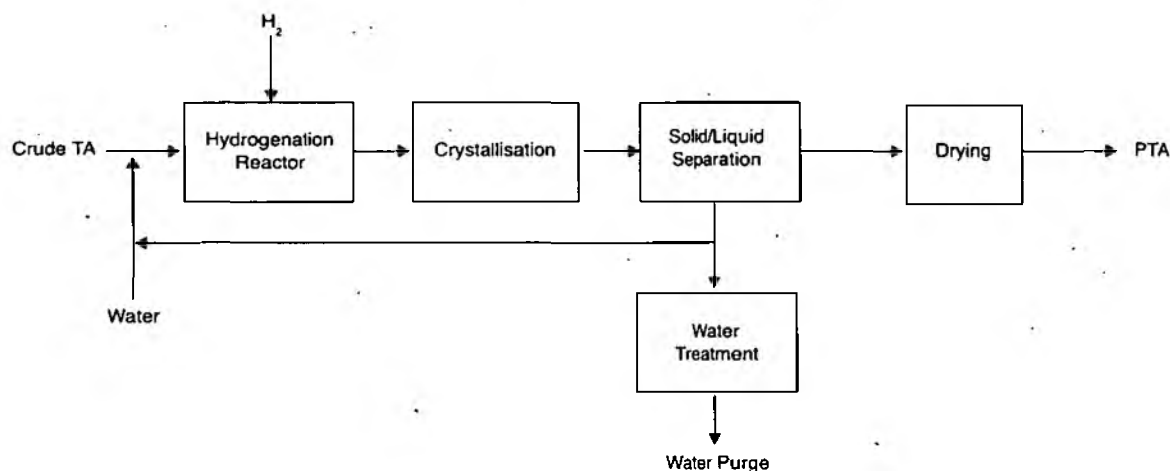 H₂
Crude TA
Hydrogenation
Reactor
Crystallisation
Solid/Liquid
Separation
Drying
PTA
Water
Water
Treatment
Water Purge